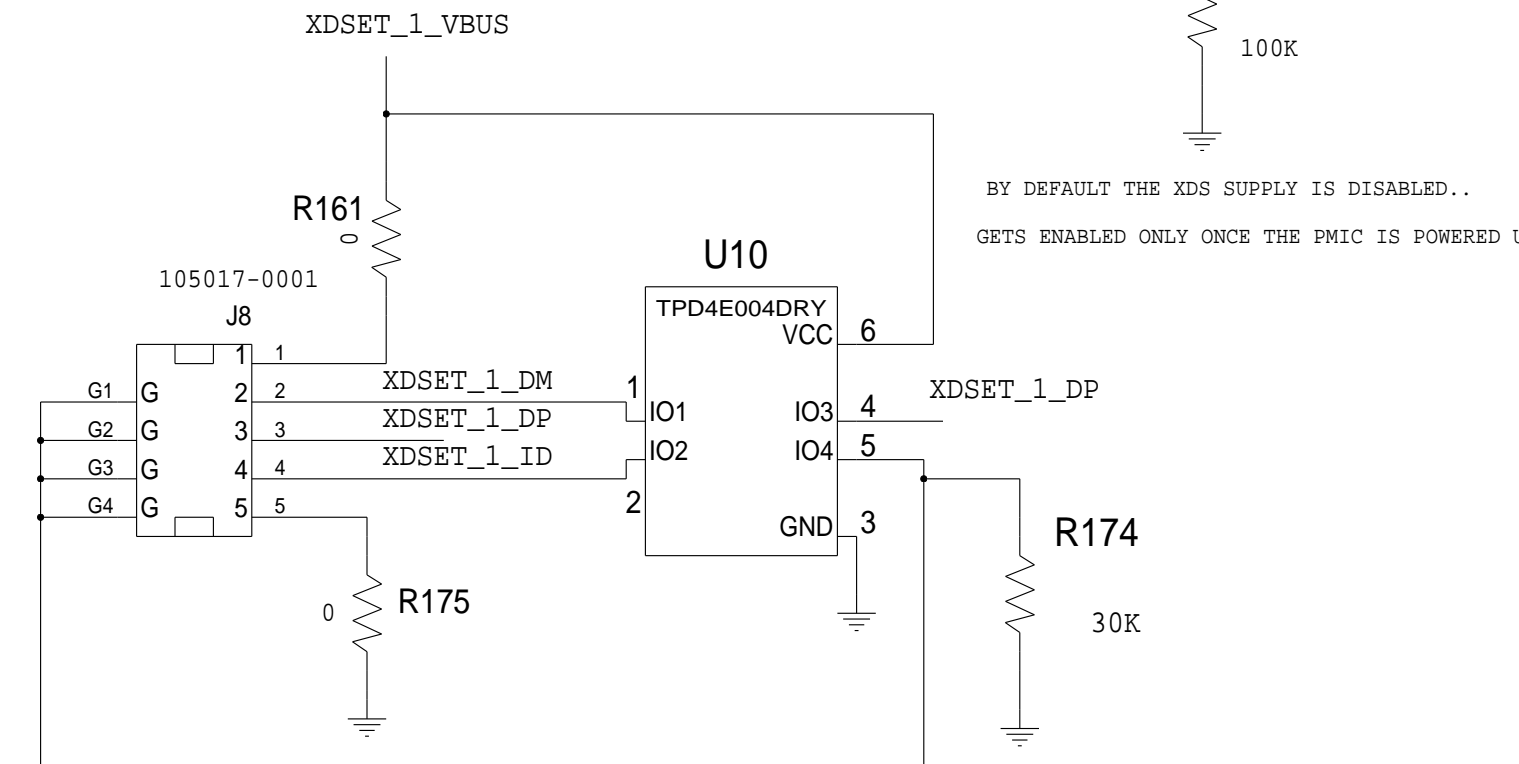 XDSET_1_VBUS
100K
BY DEFAULT THE XDS SUPPLY IS DISABLED..
GETS ENABLED ONLY ONCE THE PMIC IS POWERED
R161
0
U10
105017-0001
J8
TPD4E004DRY
VCC 6
1 1
G1 G 2 2 XDSET_1_DM 1 IO1 IO3 4 XDSET_1_DP
G2 G 3 3 XDSET_1_DP
G3 G 4 4 XDSET_1_ID IO2 IO4 5
G4 G 5 5 2
GND 3
R174
30K
0 R175